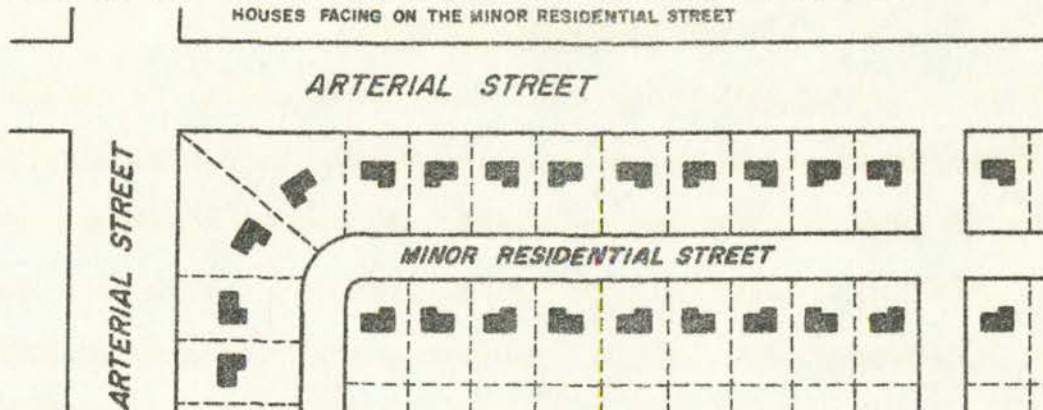 HOUSES FACING ON THE MINOR RESIDENTIAL STREET
ARTERIAL STREET
ARTERIAL STREET
MINOR RESIDENTIAL STREET